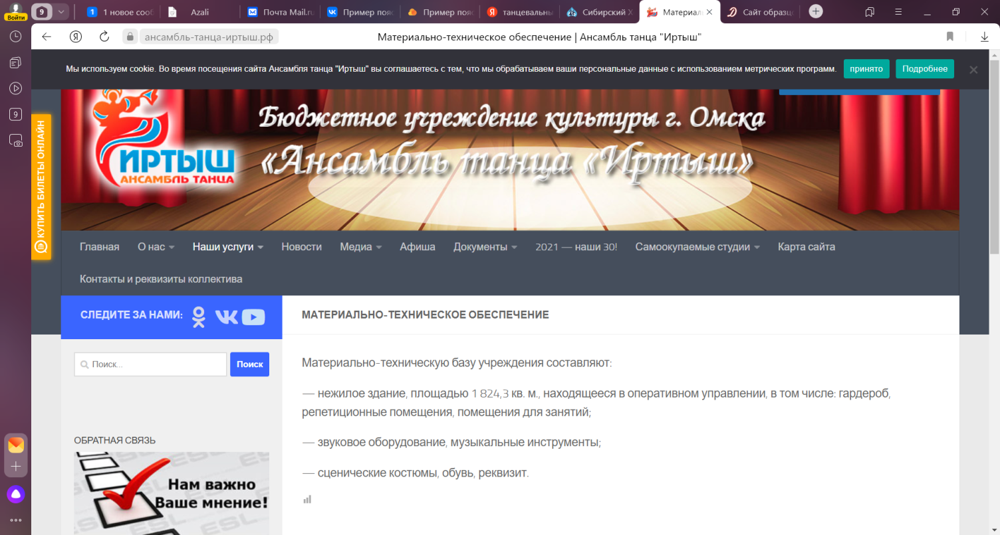 Войти
9
1
1 новое сооб
Azali
Почта Mail.ru
Пример пояс
Пример пояс
танцевальны
Сибирский Х
Материал
Сайт образцо
ансамбль-танца-иртыш.рф
Материально-техническое обеспечение | Ансамбль танца "Иртыш"
9
Мы используем cookie. Во время посещения сайта Ансамбля танца "Иртыш" вы соглашаетесь с тем, что мы обрабатываем ваши персональные данные с использованием метрических программ.
принято
Подробнее
КУПИТЬ БИЛЕТЫ ОНЛАЙН
ИРТЫШ
АНСАМБЛЬ ТАНЦА
Бюджетное учреждение культуры г. Омска
«Ансамбль танца «Иртыш»
Главная
О нас
Наши услуги
Новости
Медиа
Афиша
Документы
2021 — наши 30!
Самоокупаемые студии
Карта сайта
Контакты и реквизиты коллектива
СЛЕДИТЕ ЗА НАМИ:
МАТЕРИАЛЬНО-ТЕХНИЧЕСКОЕ ОБЕСПЕЧЕНИЕ
Поиск...
Поиск
Материально-техническую базу учреждения составляют:
— нежилое здание, площадью 1 824,3 кв. м., находящееся в оперативном управлении, в том числе: гардероб,
репетиционные помещения, помещения для занятий;
— звуковое оборудование, музыкальные инструменты;
— сценические костюмы, обувь, реквизит.
ОБРАТНАЯ СВЯЗЬ
Нам важно
Ваше мнение!